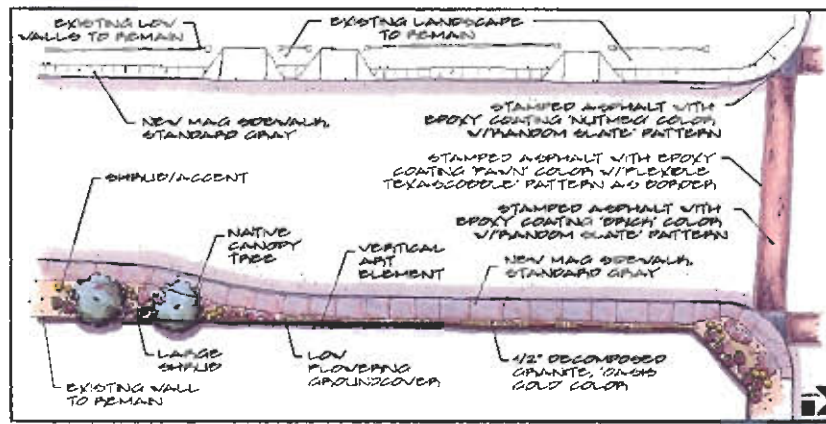 EXISTING LOW
WALLS TO REMAIN
EXISTING LANDSCAPE
TO REMAIN
NEW MAG SIDEWALK,
STANDARD GRAY
STAMPED ASPHALT WITH
EPOXY COATING 'NUTMEG' COLOR
W/'RANDOM SLATE' PATTERN
STAMPED ASPHALT WITH EPOXY
COATING 'FAWN' COLOR W/'FLEXIBLE
TEXASCOBBLE' PATTERN AS BORDER
STAMPED ASPHALT WITH
EPOXY COATING 'BRICK' COLOR
W/'RANDOM SLATE' PATTERN
SHRUB/ACCENT
NATIVE
CANOPY
TREE
VERTICAL
ART
ELEMENT
NEW MAG SIDEWALK,
STANDARD GRAY
LARGE
SHRUB
LOW
FLOWERING
GROUNDCOVER
1/2" DECOMPOSED
GRANITE, 'OASIS
GOLD' COLOR
EXISTING WALL
TO REMAIN